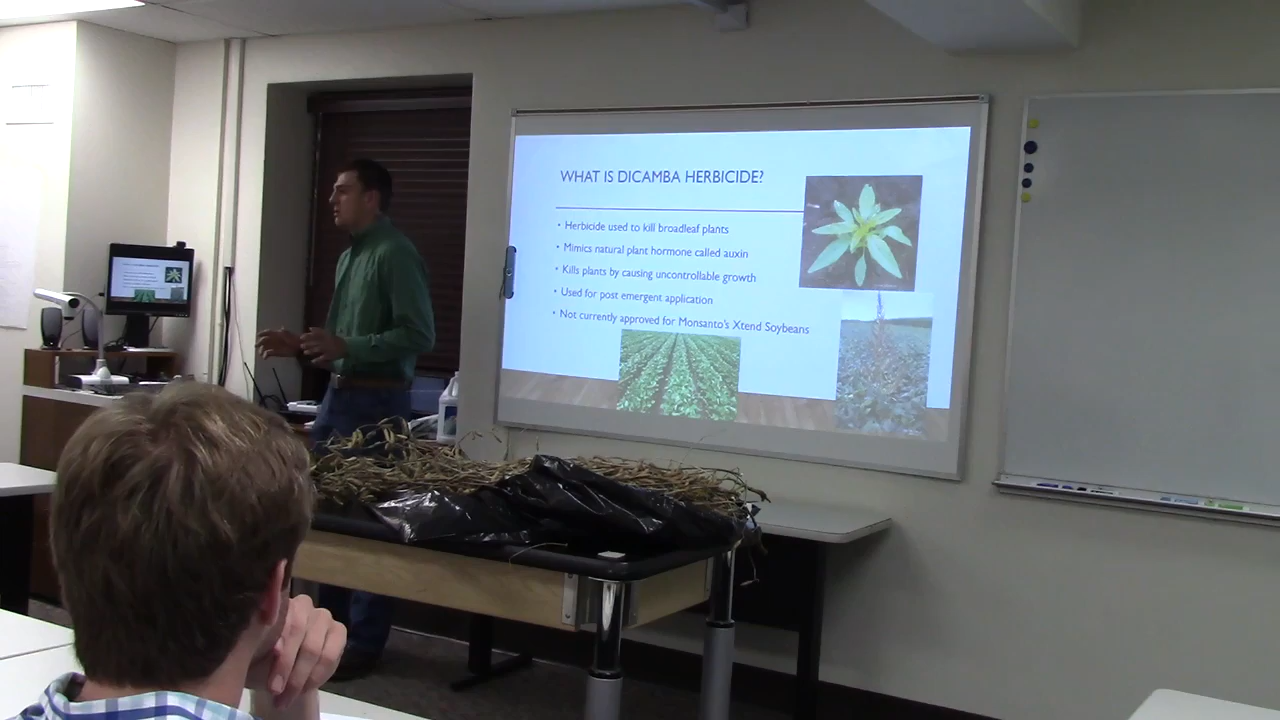 WHAT IS DICAMBA HERBICIDE?
• Herbicide used to kill broadleaf plants
• Mimics natural plant hormone called auxin
• Kills plants by causing uncontrollable growth
• Used for post emergent application
• Not currently approved for Monsanto's Xtend Soybeans